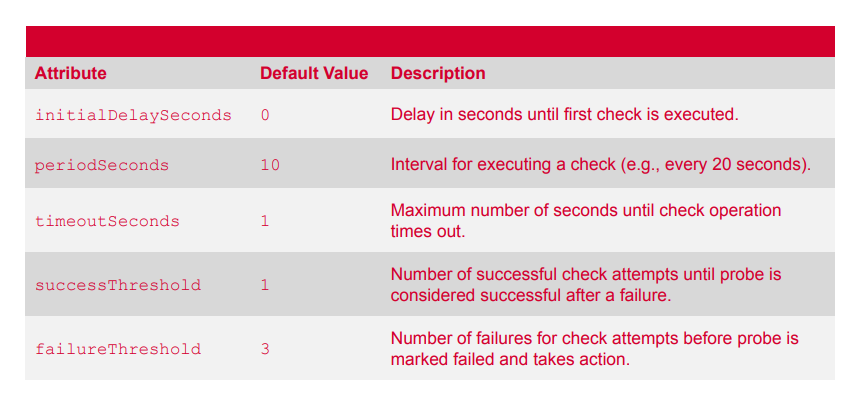 Attribute Default Value Description
initialDelaySeconds 0 Delay in seconds until first check is executed.
periodSeconds 10 Interval for executing a check (e.g., every 20 seconds).
timeoutSeconds 1 Maximum number of seconds until check operation
times out.
successThreshold 1 Number of successful check attempts until probe is
considered successful after a failure.
failureThreshold 3 Number of failures for check attempts before probe is
marked failed and takes action.